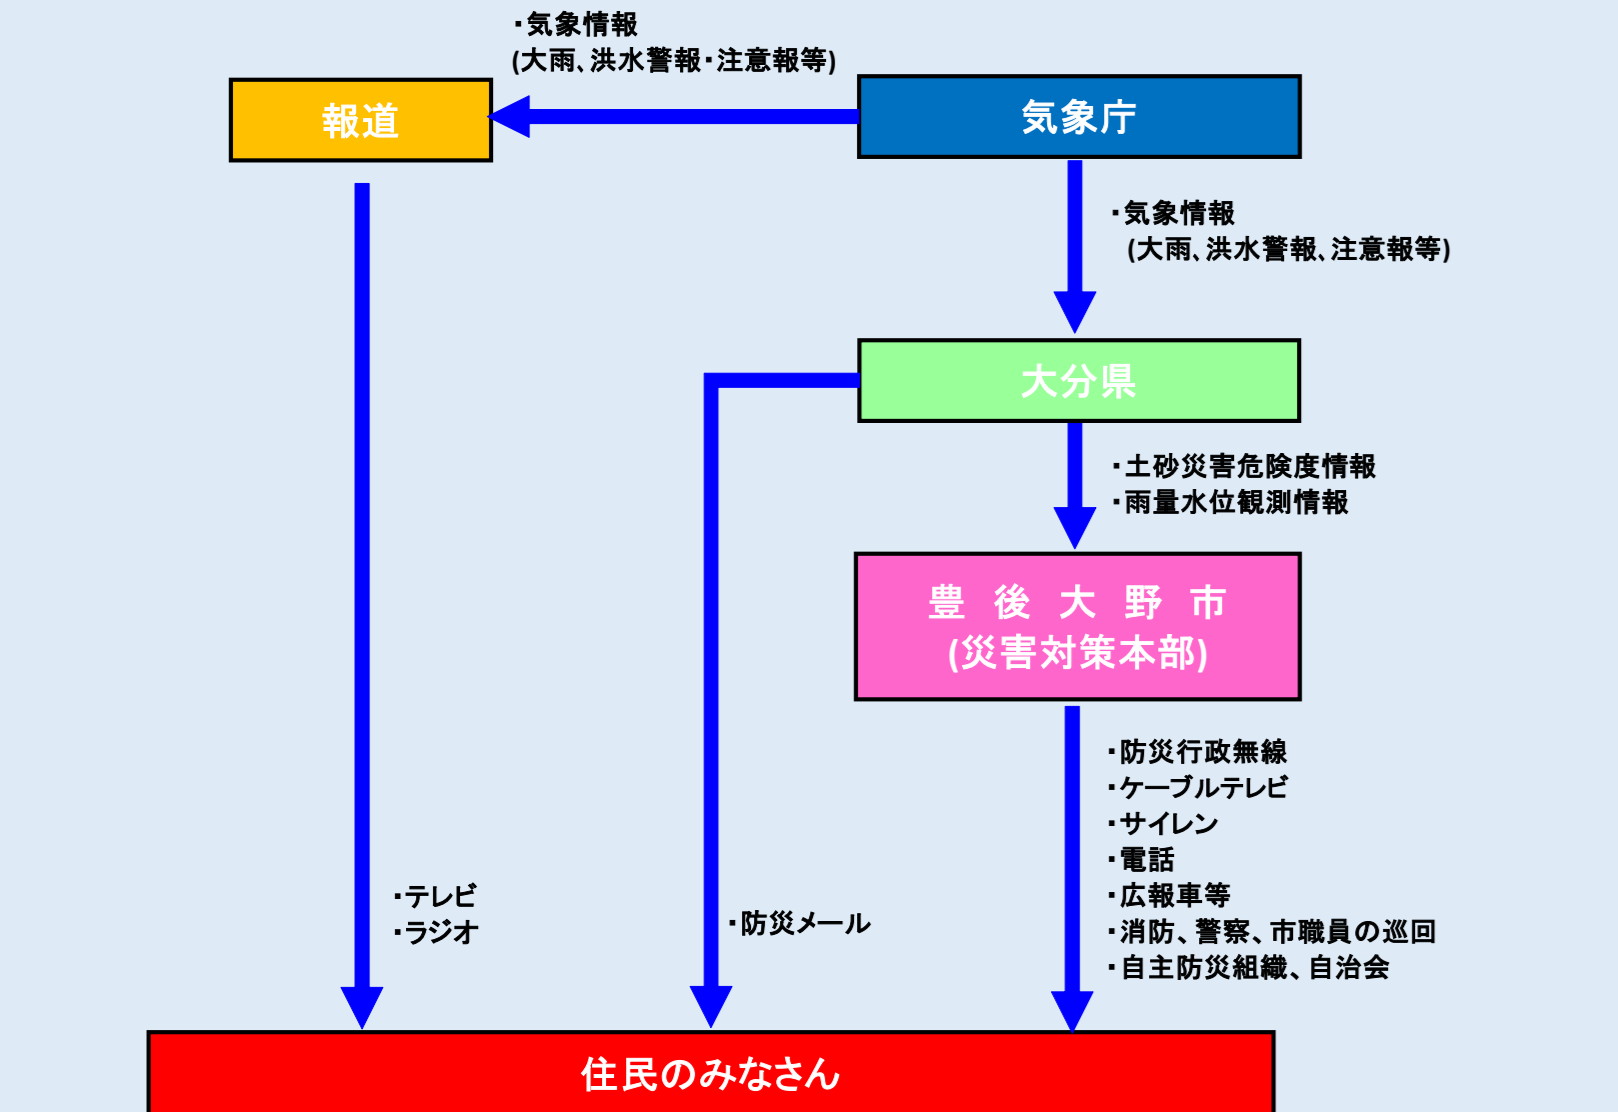 ・気象情報
(大雨、洪水警報・注意報等)
報道
気象庁
・気象情報
(大雨、洪水警報、注意報等)
大分県
・土砂災害危険度情報
・雨量水位観測情報
豊 後 大 野 市
(災害対策本部)
・防災行政無線
・ケーブルテレビ
・サイレン
・電話
・広報車等
・消防、警察、市職員の巡回
・自主防災組織、自治会
・テレビ
・ラジオ
・防災メール
住民のみなさん